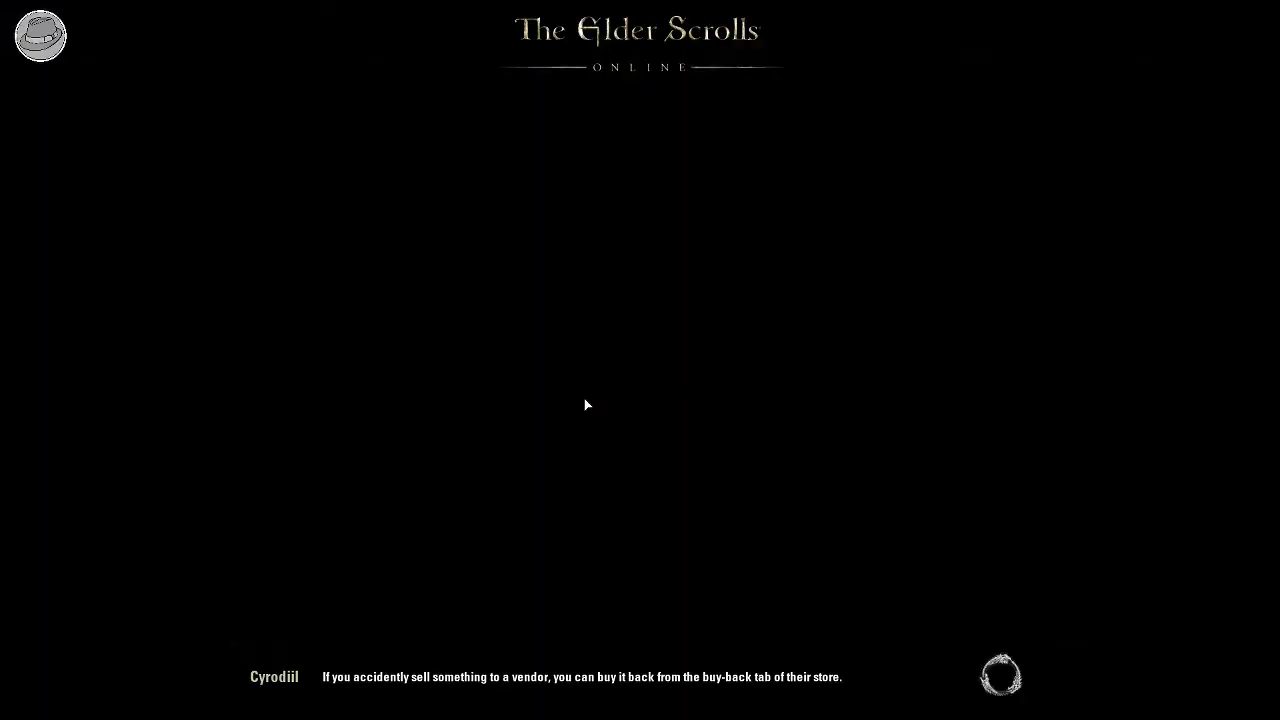 The Elder Scrolls
ONLINE
Cyrodiil
If you accidently sell something to a vendor, you can buy it back from the buy-back tab of their store.